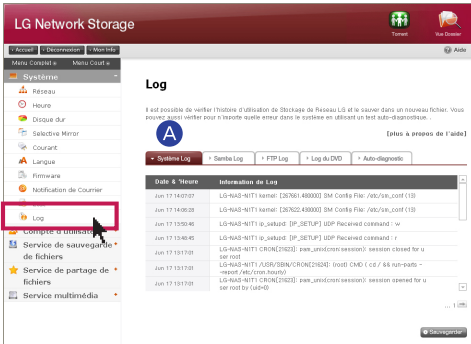 LG Network Storage
Torrent
Vue Dossier
Accueil
Déconnexion
Mon Info
Aide
Menu Complet
Menu Court
Système
Réseau
Heure
Disque dur
Selective Mirror
Courant
Langue
Firmware
Notification de Courrier
Log
Compte d'utilisate
Service de sauvegarde de fichiers
Service de partage de fichiers
Service multimédia
Log
Il est possible de vérifier l'histoire d'utilisation de Stockage de Reseau LG et le sauver dans un nouveau fichier. Vous
pouvez aussi vérifier pour n'importe quelle erreur dans le système en utilisant un test auto-diagnostique...
A
[plus à propos de l'aide]
Système Log
Samba Log
FTP Log
Log du DVD
Auto-diagnostic
Date & 'Heure
Information de Log
Jun 17 14:07:07
LG-NAS-NIT1 kernel: [267661.480000] SM Config File: /etc/sm_conf (13)
Jun 17 14:06:28
LG-NAS-NIT1 kernel: [267622.430000] SM Config File: /etc/sm_conf (13)
Jun 17 13:50:46
LG-NAS-NIT1 ip_setupd: [IP_SETUP] UDP Received command : w
Jun 17 13:46:45
LG-NAS-NIT1 ip_setupd: [IP_SETUP] UDP Received command : r
Jun 17 13:17:01
LG-NAS-NIT1 CRON[21623]: pam_unix(cron:session): session closed for u
ser root
Jun 17 13:17:01
LG-NAS-NIT1 /USR/SBIN/CRON[21624]: (root) CMD ( cd / && run-parts -
-report /etc/cron.hourly)
Jun 17 13:17:01
LG-NAS-NIT1 CRON[21623]: pam_unix(cron:session): session opened for u
ser root by (uid=0)
... 1
Sauvegarder